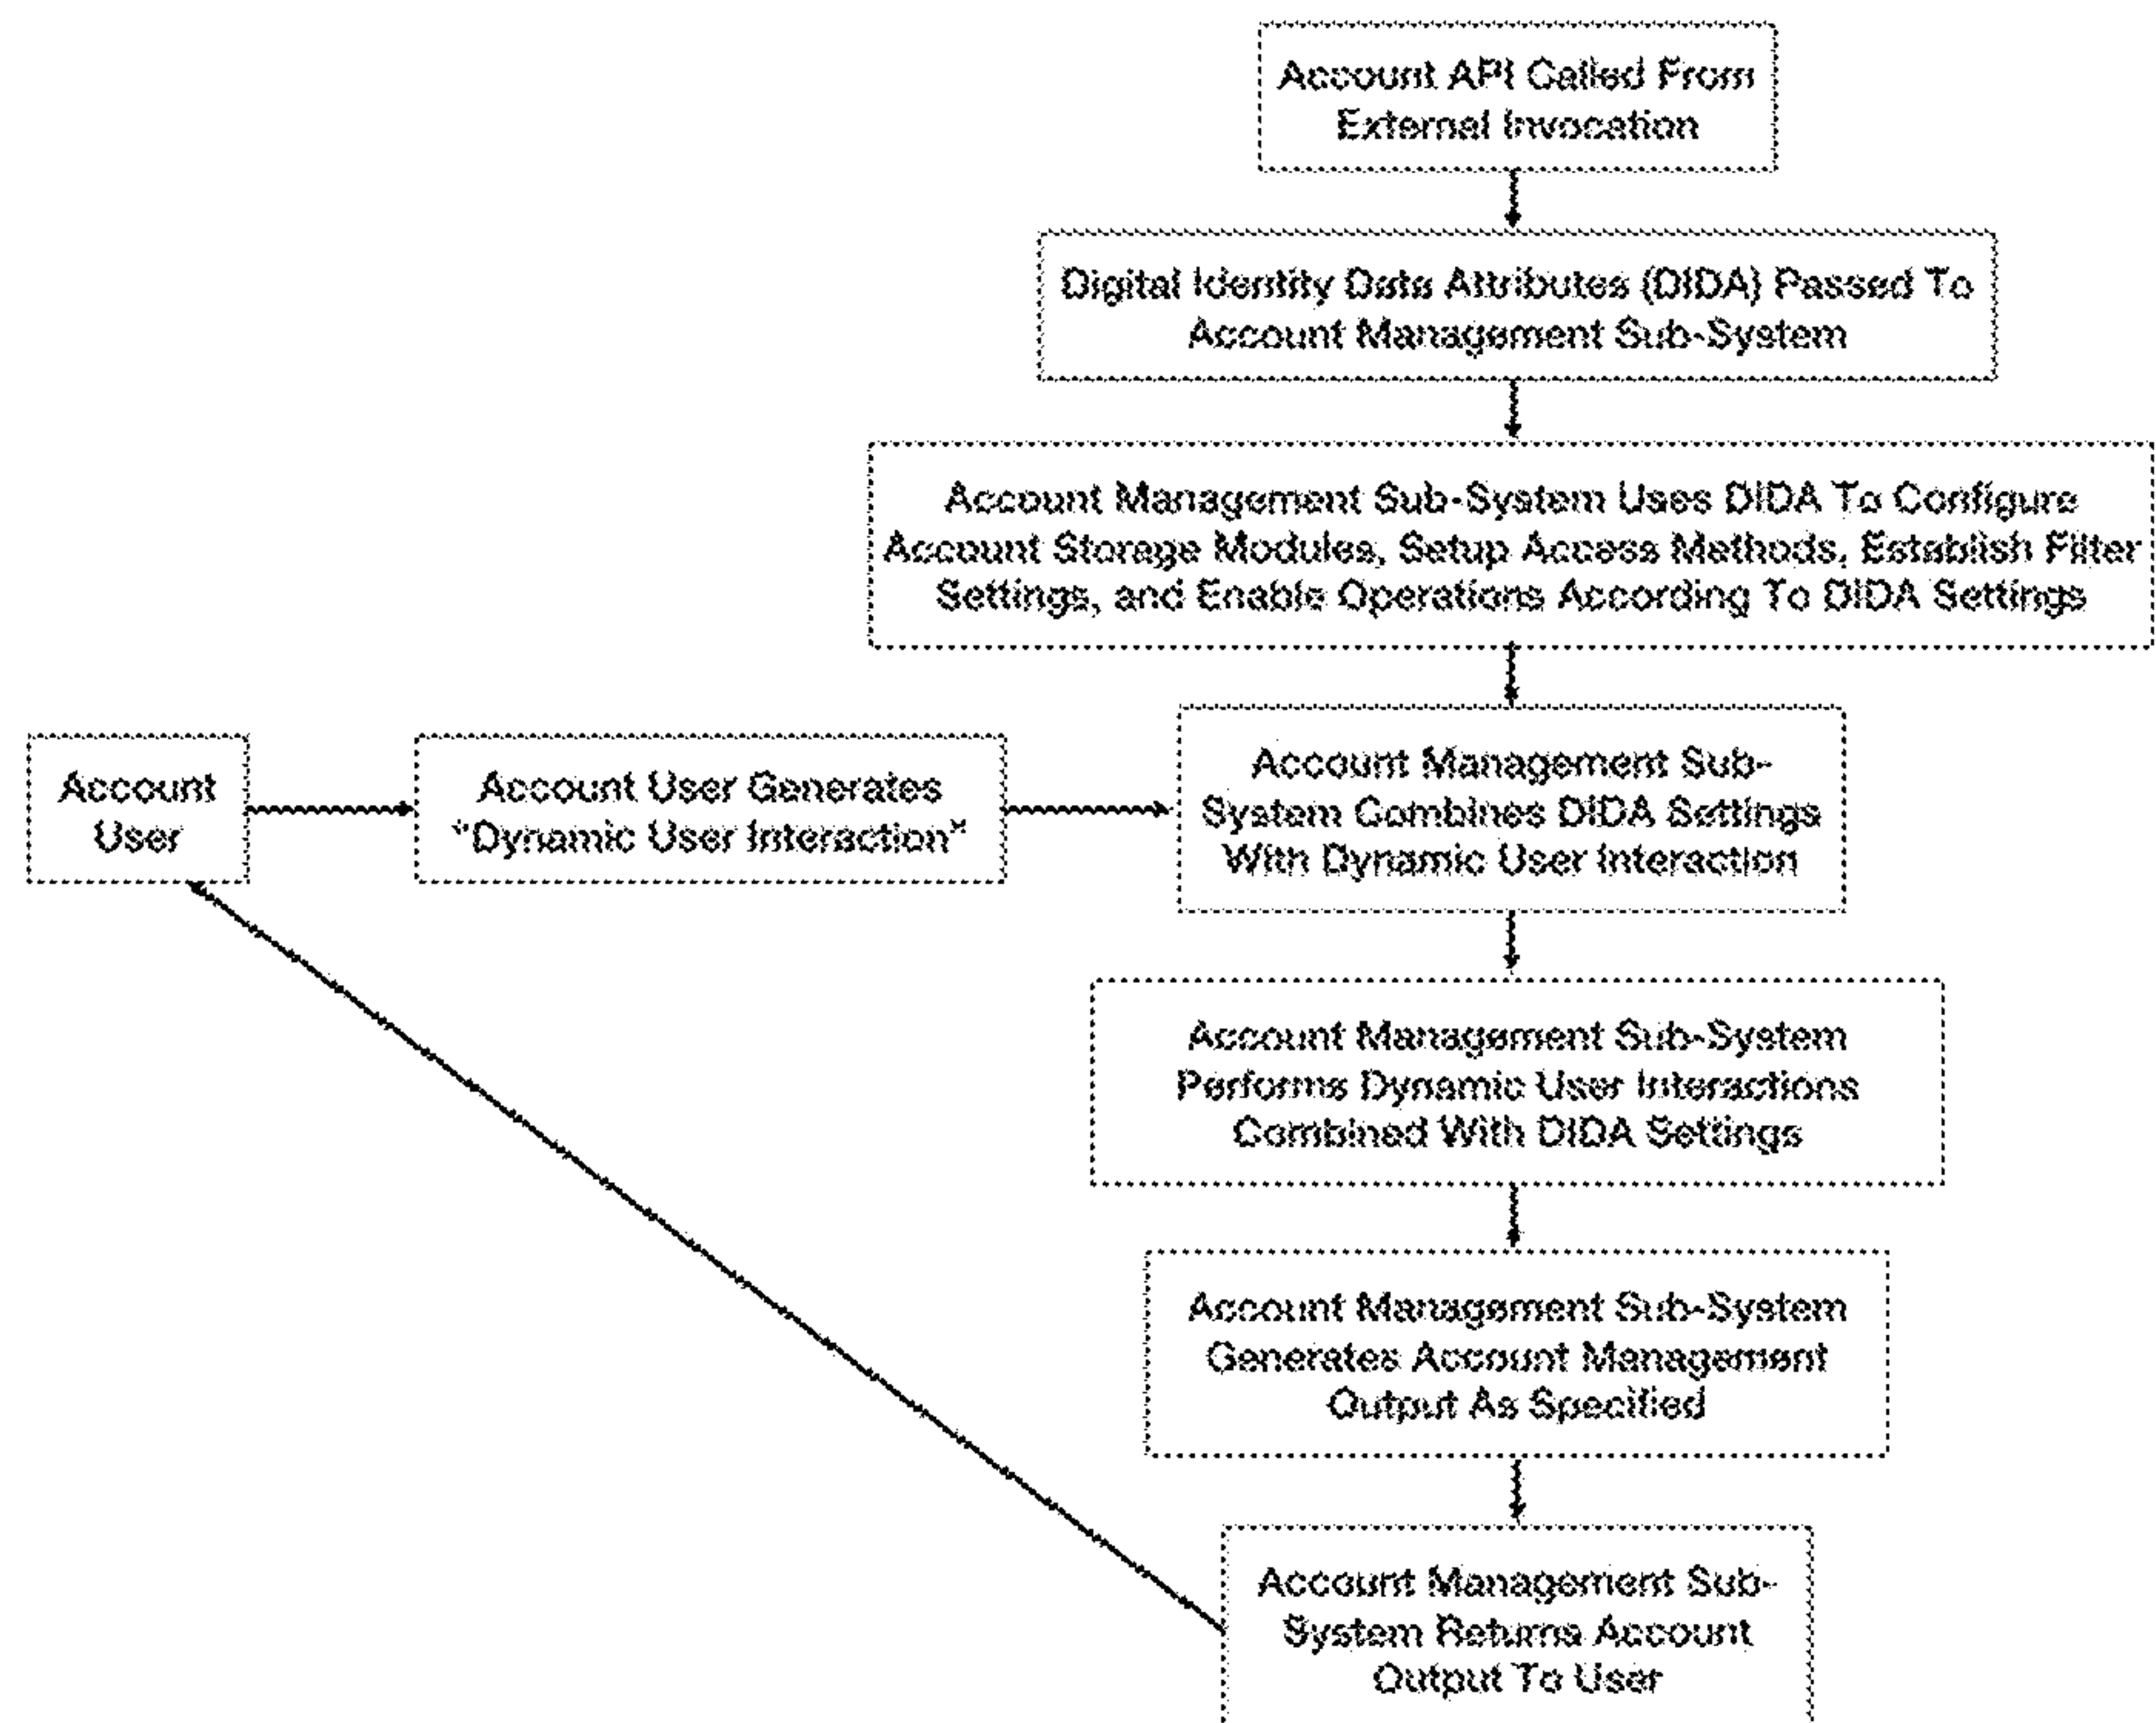 Account API Called From
External Invocation
Digital Identity Data Attributes (DIDA) Passed To
Account Management Sub-System
Account Management Sub-System Uses DIDA To Configure
Account Storage Modules, Setup Access Methods, Establish Filter
Settings, and Enable Operations According To DIDA Settings
Account
User
Account User Generates
"Dynamic User Interaction"
Account Management Sub-
System Combines DIDA Settings
With Dynamic User Interaction
Account Management Sub-System
Performs Dynamic User Interactions
Combined With DIDA Settings
Account Management Sub-System
Generates Account Management
Output As Specified
Account Management Sub-
System Returns Account
Output To User